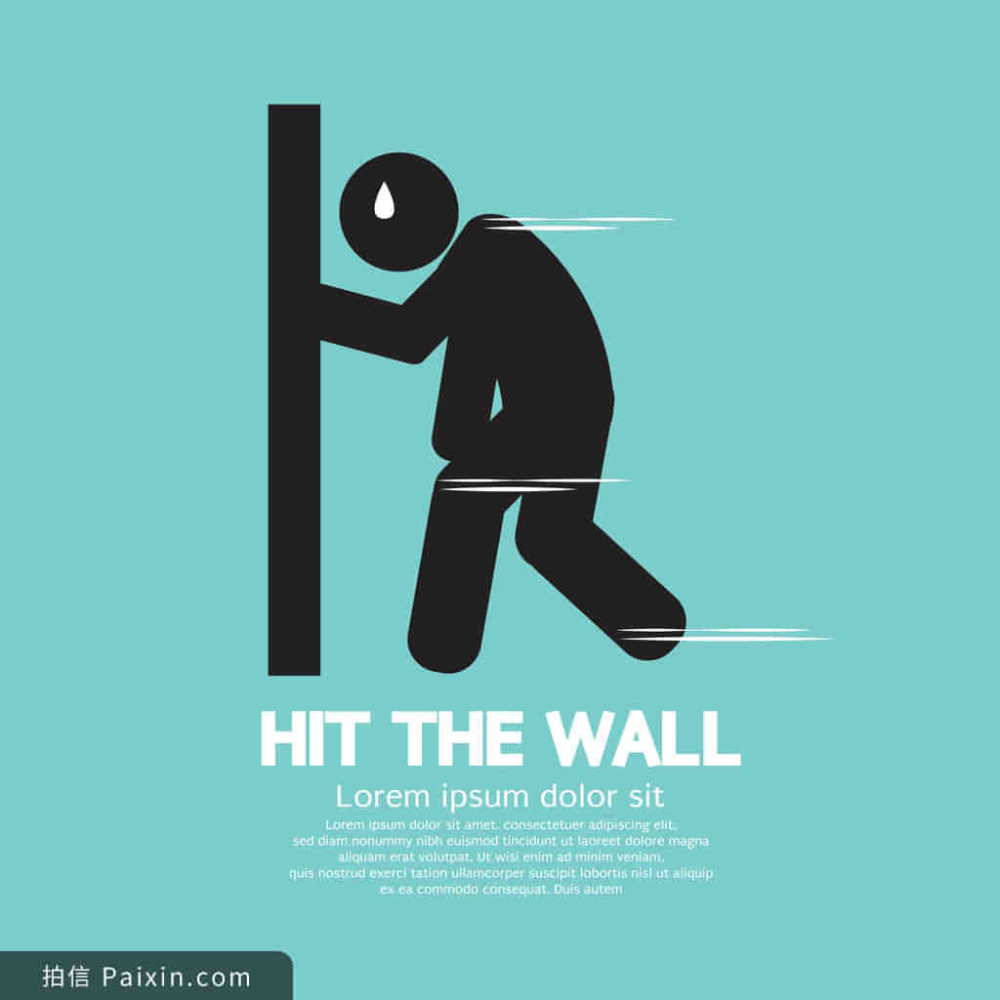 HIT THE WALL
Lorem ipsum dolor sit
Lorem ipsum dolor sit amet, consectetuer adipiscing elit,
sed diam nonummy nibh euismod tincidunt ut laoreet dolore magna
aliquam erat volutpat. Ut wisi enim ad minim veniam,
quis nostrud exerci tation ullamcorper suscipit lobortis nisl ut aliquip
ex ea commodo consequat. Duis autem
拍信 Paixin.com